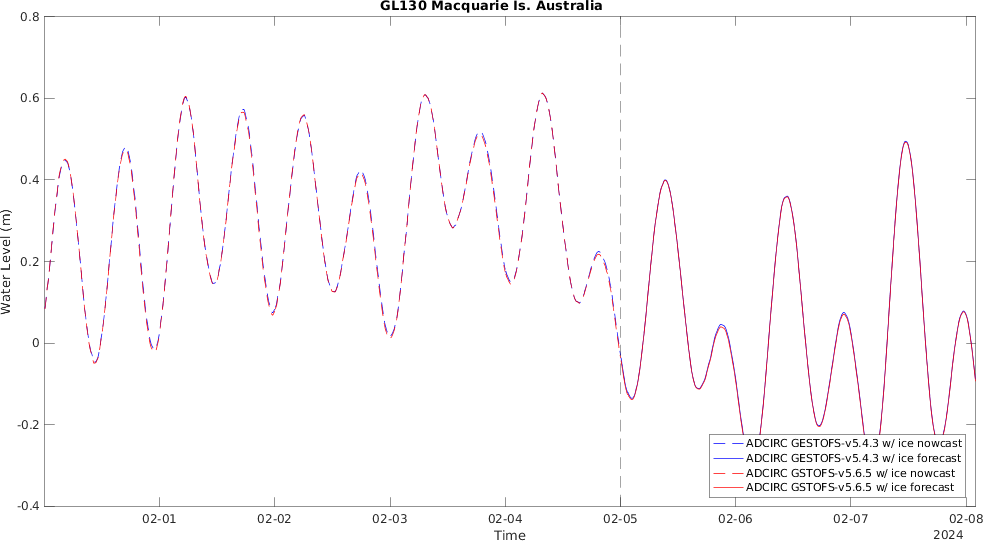 GL130 Macquarie Is. Australia
0.8
0.6
0.4
0.2
0
-0.2
-0.4
Water Level (m)
ADCIRC GESTOFS-v5.4.3 w/ ice nowcast
ADCIRC GESTOFS-v5.4.3 w/ ice forecast
ADCIRC GSTOFS-v5.6.5 w/ ice nowcast
ADCIRC GSTOFS-v5.6.5 w/ ice forecast
02-01 02-02 02-03 02-04 02-05 02-06 02-07 02-08
2024
Time